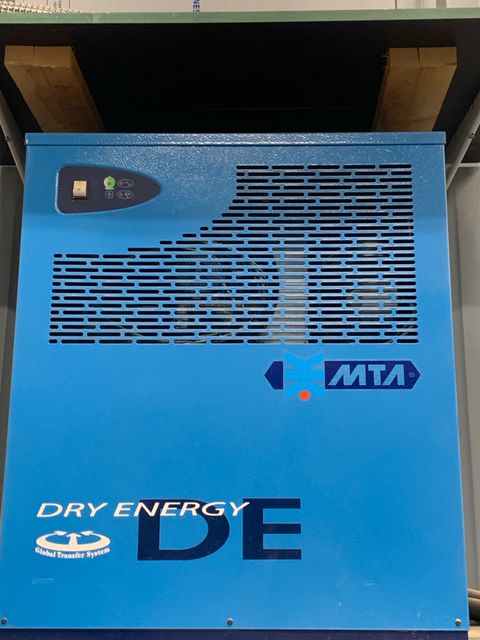 MTA®
DRY ENERGY
DE
Global Transfer System